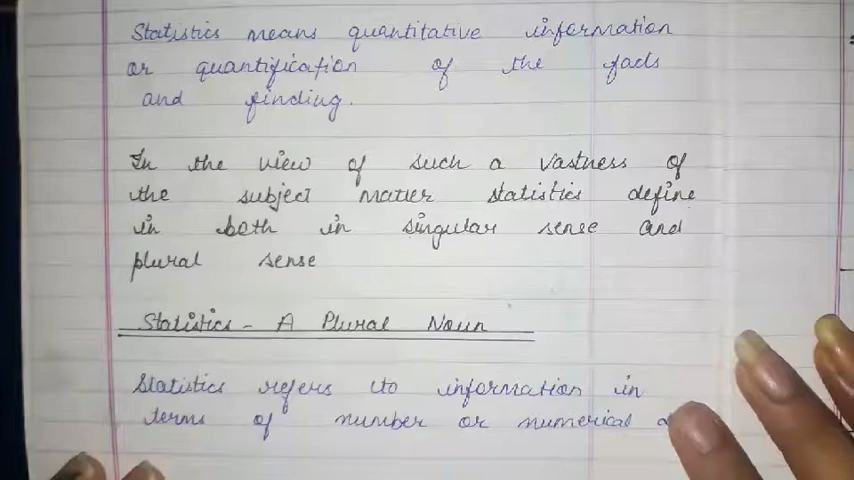 Statistics means quantitative information
or quantification of the facts
and finding.
In the view of such a vastness of
the subject matter statistics define
in both in singular sense and
plural sense
Statistics - A Plural Noun
Statistics refers to information in
terms of number or numerical